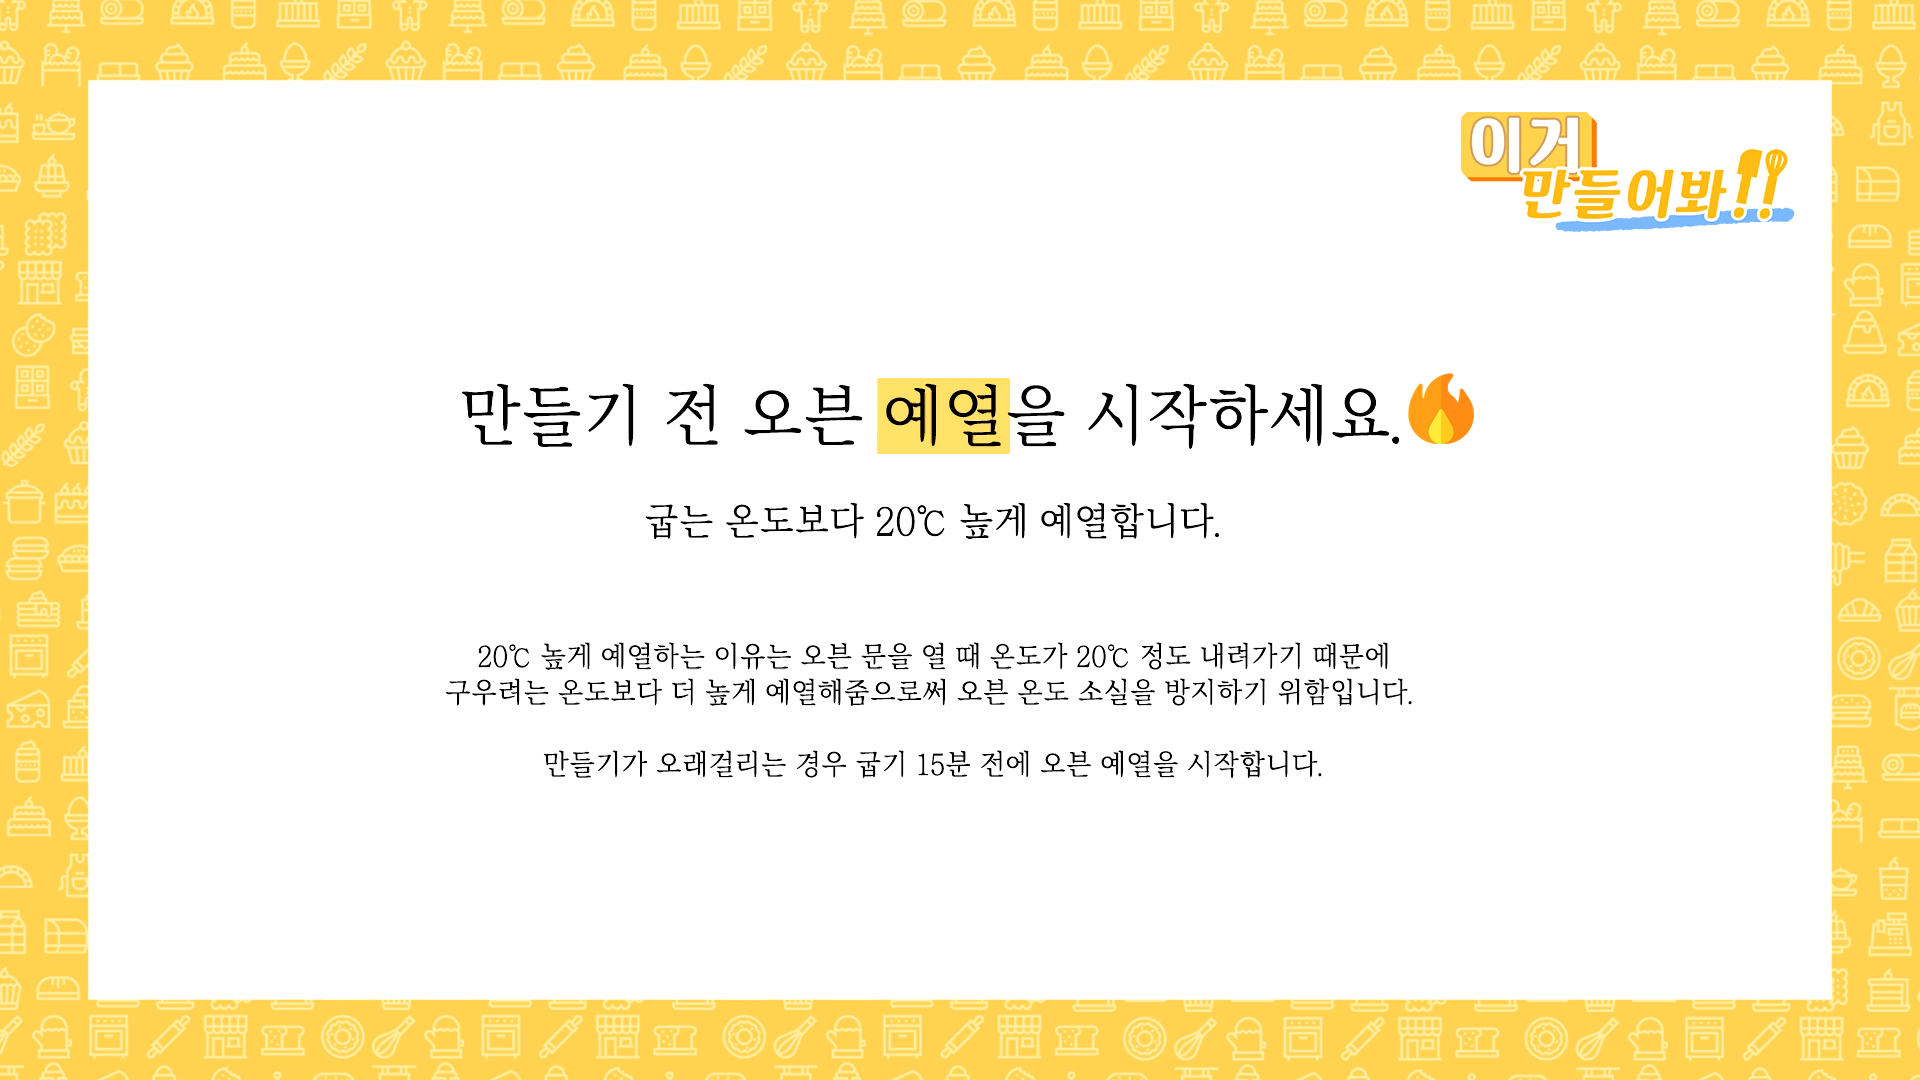 이거
만들어봐!!
만들기 전 오븐 예열을 시작하세요.🔥
굽는 온도보다 20℃ 높게 예열합니다.
20℃ 높게 예열하는 이유는 오븐 문을 열 때 온도가 20℃ 정도 내려가기 때문에
구우려는 온도보다 더 높게 예열해줌으로써 오븐 온도 소실을 방지하기 위함입니다.
만들기가 오래걸리는 경우 굽기 15분 전에 오븐 예열을 시작합니다.